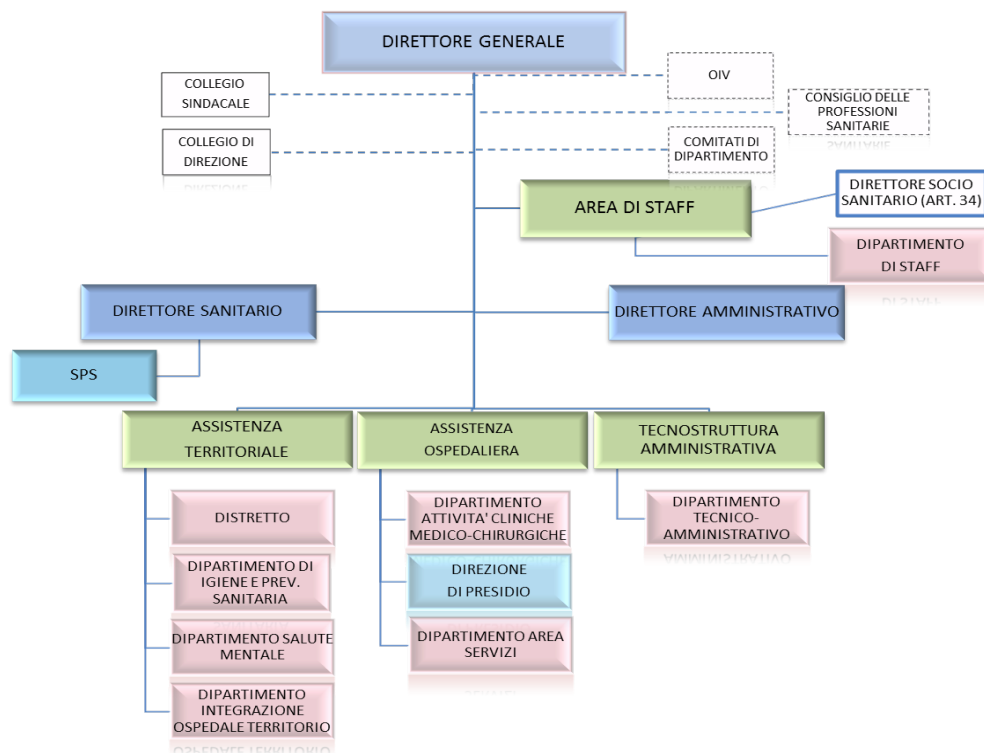 DIRETTORE GENERALE
COLLEGIO
SINDACALE
OIV
CONSIGLIO DELLE
PROFESSIONI
SANITARIE
COLLEGIO DI
DIREZIONE
COMITATI DI
DIPARTIMENTO
AREA DI STAFF
DIRETTORE SOCIO
SANITARIO (ART. 34)
DIPARTIMENTO
DI STAFF
DIRETTORE SANITARIO
DIRETTORE AMMINISTRATIVO
SPS
ASSISTENZA
TERRITORIALE
ASSISTENZA
OSPEDALIERA
TECNOSTRUTTURA
AMMINISTRATIVA
DISTRETTO
DIPARTIMENTO DI
IGIENE E PREV.
SANITARIA
DIPARTIMENTO SALUTE
MENTALE
DIPARTIMENTO
INTEGRAZIONE
OSPEDALE TERRITORIO
DIPARTIMENTO
ATTIVITA' CLINICHE
MEDICO-CHIRURGICHE
DIREZIONE
DI PRESIDIO
DIPARTIMENTO AREA
SERVIZI
DIPARTIMENTO
TECNICO-
AMMINISTRATIVO